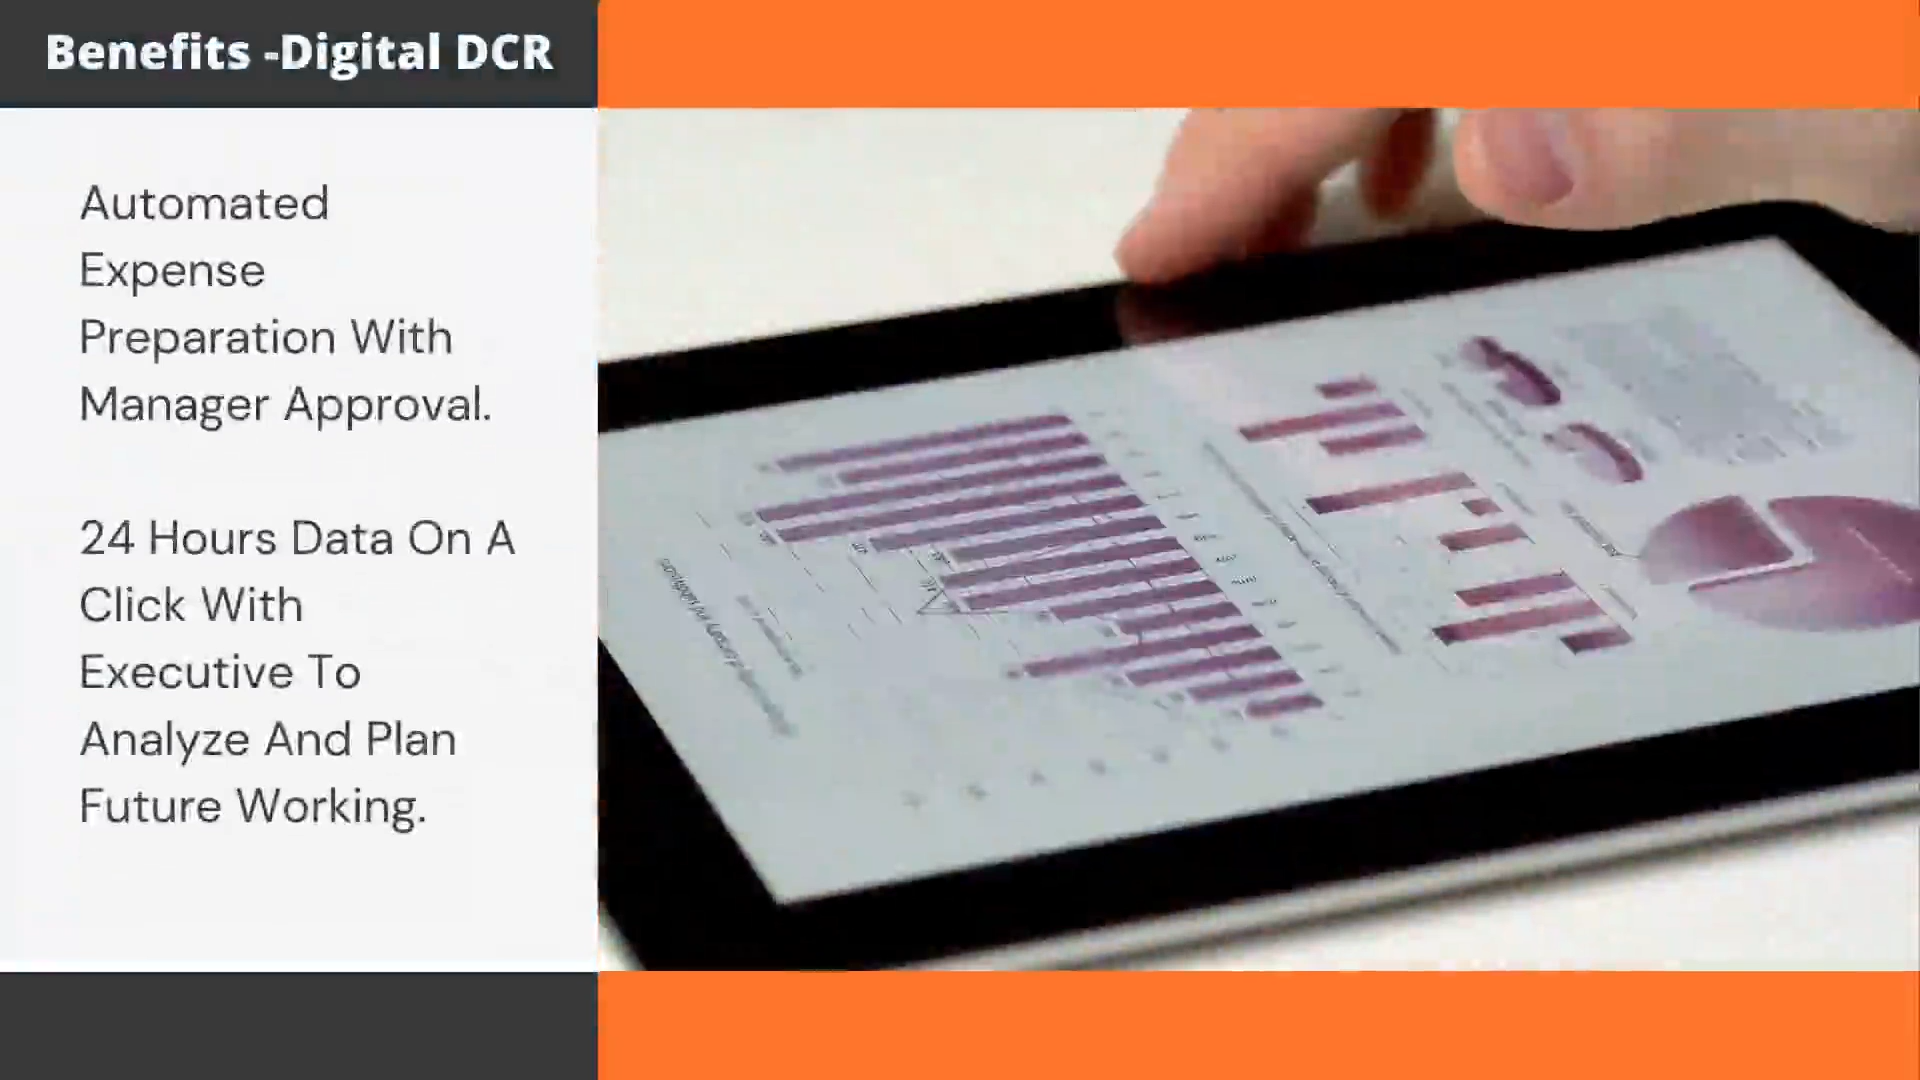 Benefits -Digital DCR
Automated
Expense
Preparation With
Manager Approval.
24 Hours Data On A
Click With
Executive To
Analyze And Plan
Future Working.